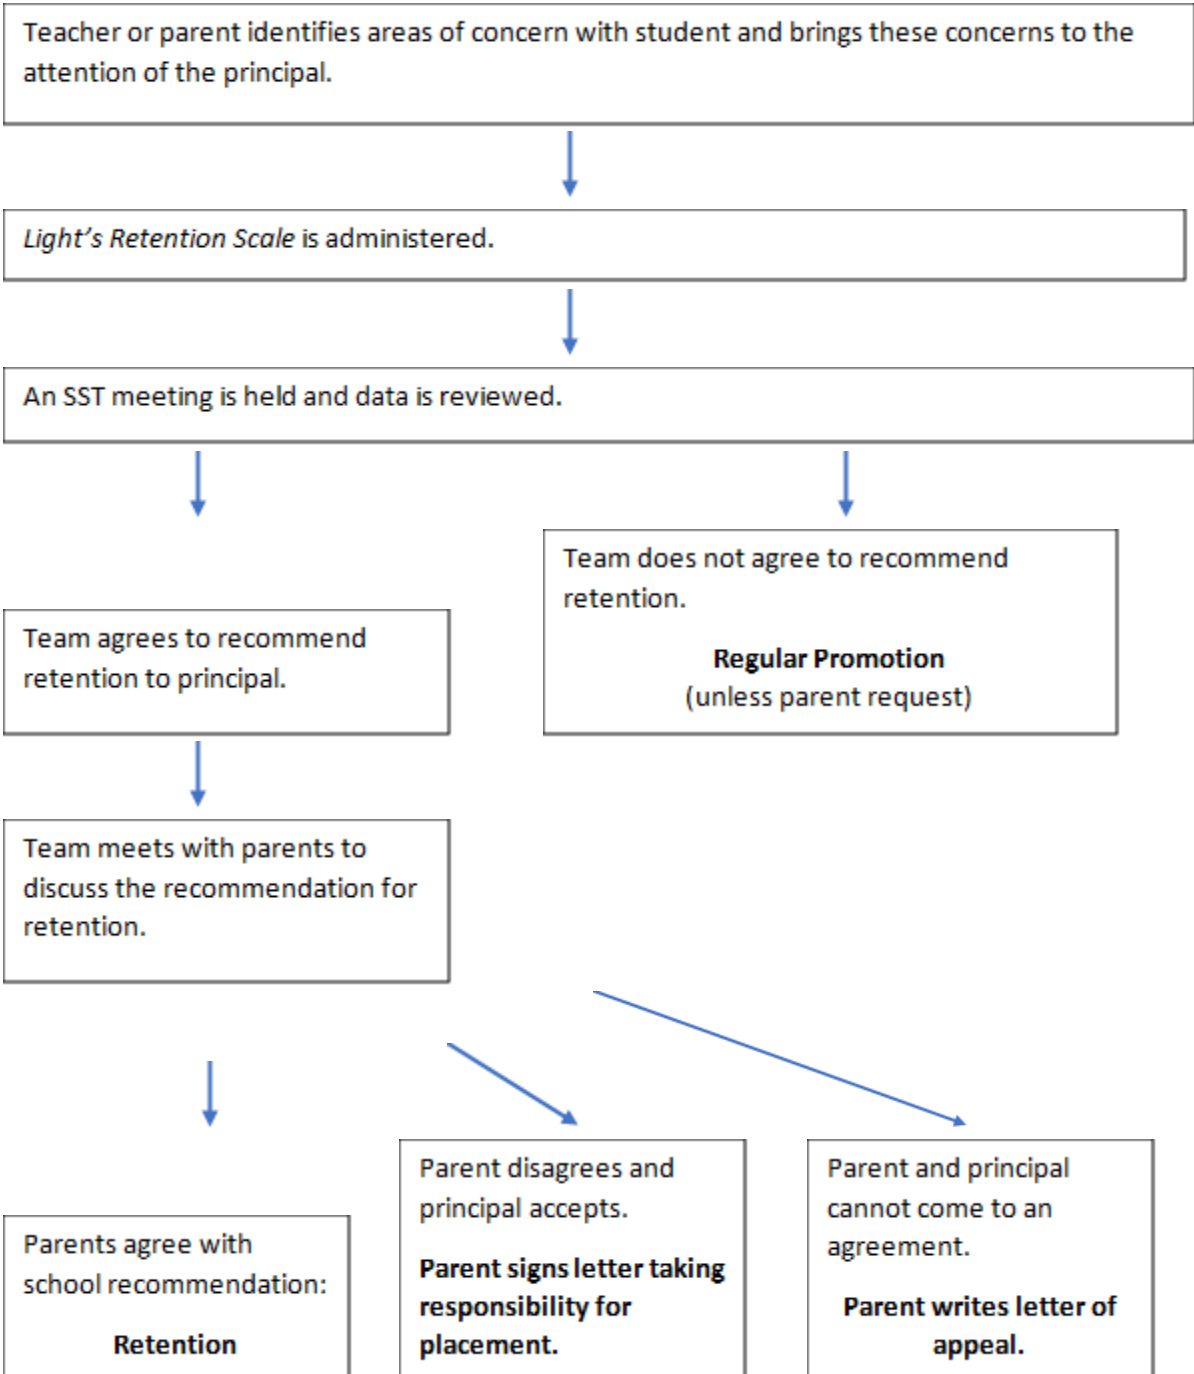 Teacher or parent identifies areas of concern with student and brings these concerns to the
attention of the principal.
Light’s Retention Scale is administered.
An SST meeting is held and data is reviewed.
Team does not agree to recommend
retention.
Regular Promotion
(unless parent request)
Team agrees to recommend
retention to principal.
Team meets with parents to
discuss the recommendation for
retention.
Parents agree with
school recommendation:
Retention
Parent disagrees and
principal accepts.
Parent signs letter taking
responsibility for
placement.
Parent and principal
cannot come to an
agreement.
Parent writes letter of
appeal.